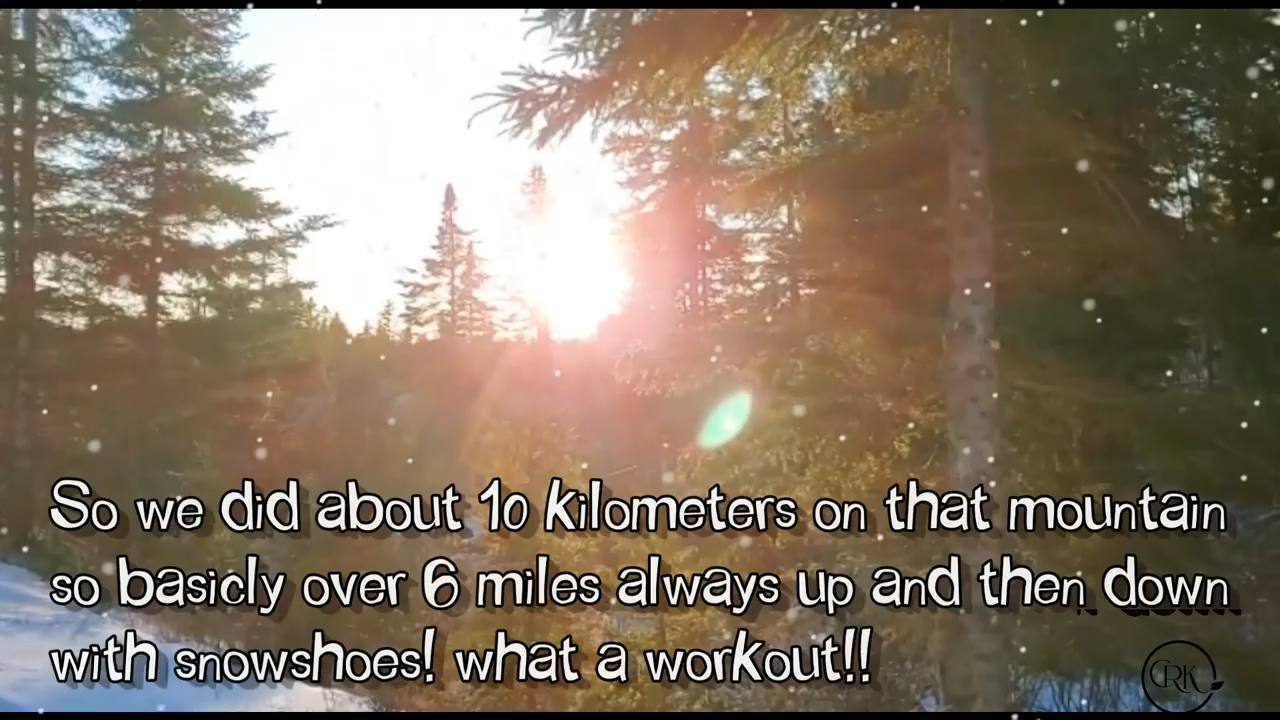 So we did about 10 kilometers on that mountain
so basicly over 6 miles always up and then down
with snowshoes! what a workout!!
CRK